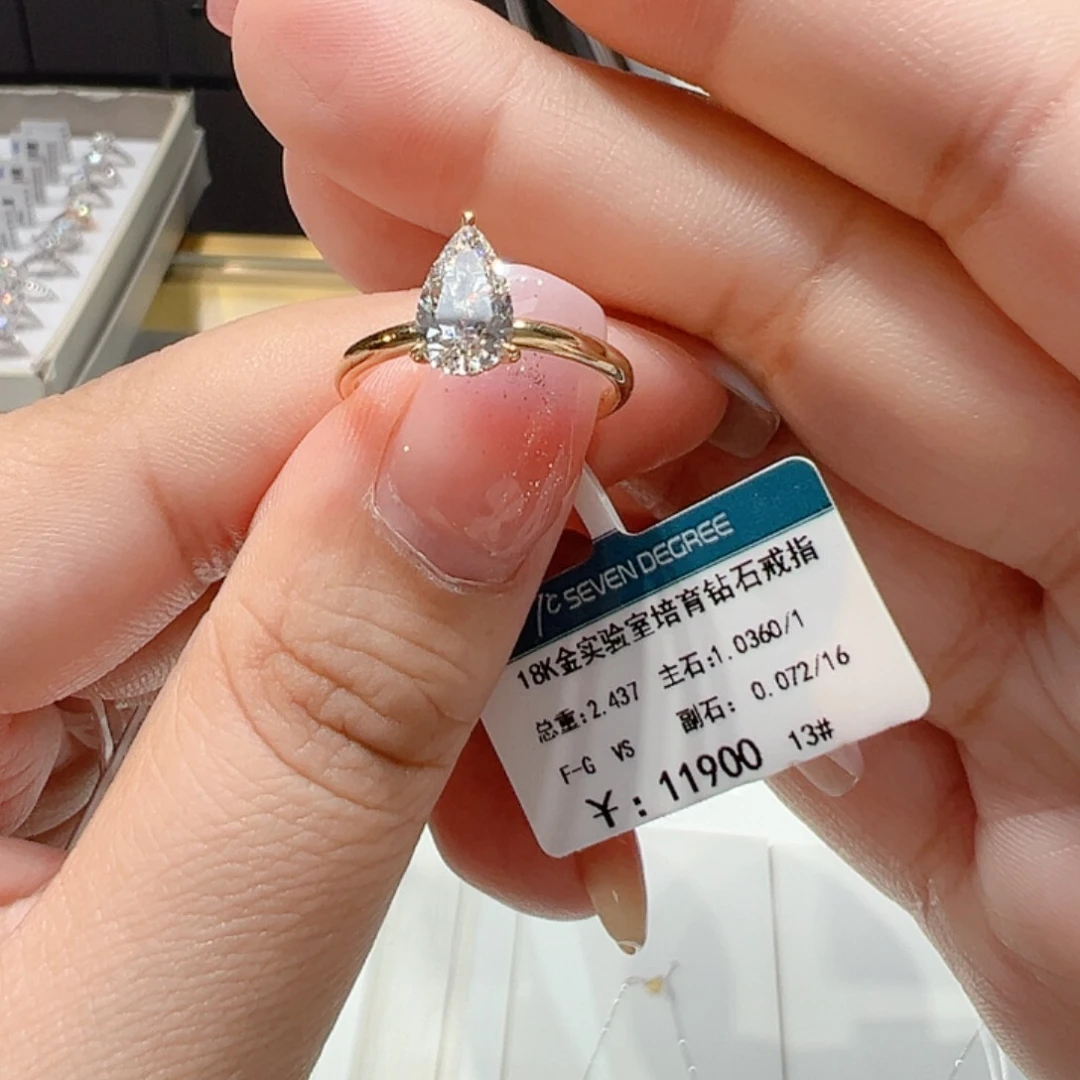 7℃ SEVEN DEGREE
18K金实验室培育钻石戒指
总重:2.437 主石:1.0360/1
副石: 0.072/16
F-G VS
¥:11900 13#